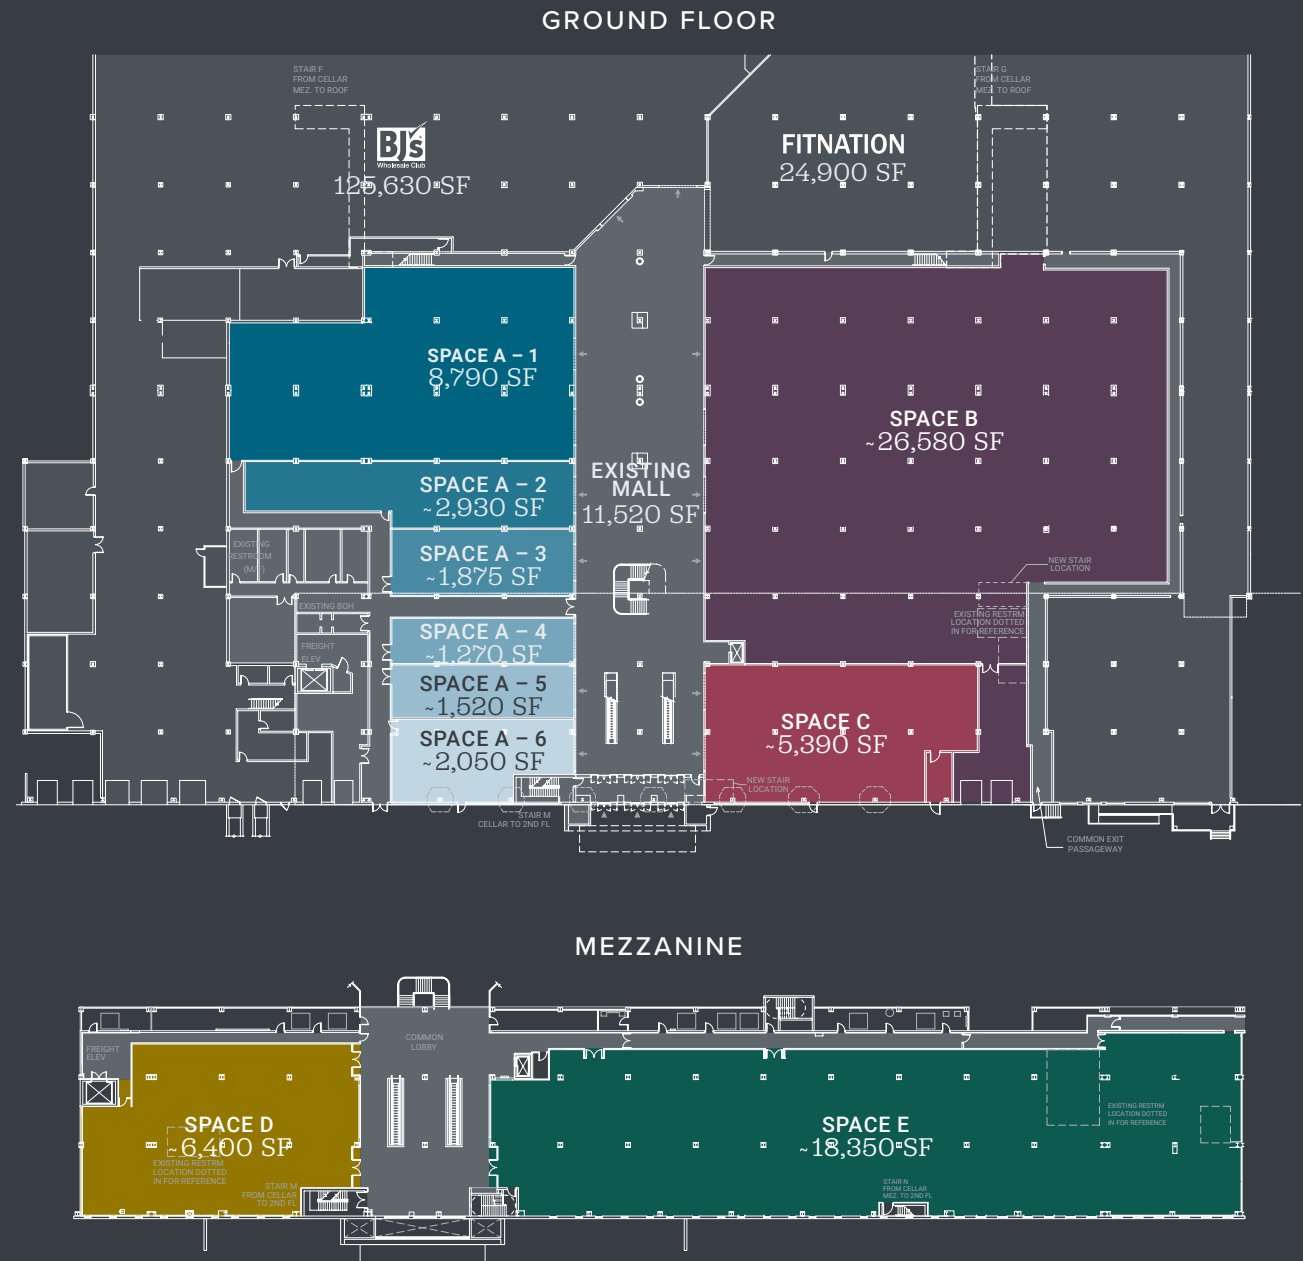 GROUND FLOOR
STAIR F
FROM CELLAR
MEZ. TO ROOF
STAIR G
FROM CELLAR
MEZ. TO ROOF
BJs
Wholesale Club
125,630 SF
FITNATION
24,900 SF
SPACE A – 1
8,790 SF
SPACE B
~26,580 SF
SPACE A – 2
~2,930 SF
EXISTING
MALL
11,520 SF
SPACE A – 3
~1,875 SF
EXISTING
RESTROOM
(M/F)
NEW STAIR
LOCATION
EXISTING BOH
EXISTING RESTRM
LOCATION DOTTED
IN FOR REFERENCE
FREIGHT
ELEV
SPACE A – 4
~1,270 SF
SPACE A – 5
~1,520 SF
SPACE A – 6
~2,050 SF
SPACE C
~5,390 SF
NEW STAIR
LOCATION
STAIR M
CELLAR TO 2ND FL
COMMON EXIT
PASSAGEWAY
MEZZANINE
FREIGHT
ELEV
COMMON
LOBBY
SPACE D
~6,400 SF
EXISTING RESTRM
LOCATION DOTTED
IN FOR REFERENCE
STAIR M
FROM CELLAR
TO 2ND FL
SPACE E
~18,350 SF
EXISTING RESTRM
LOCATION DOTTED
IN FOR REFERENCE
STAIR N
FROM CELLAR
MEZ. TO 2ND FL